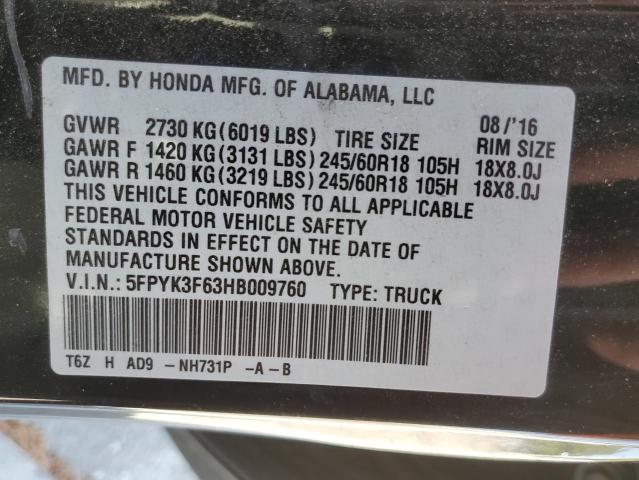 MFD. BY HONDA MFG. OF ALABAMA, LLC
08/'16
GVWR 2730 KG(6019 LBS) TIRE SIZE RIM SIZE
GAWR F 1420 KG(3131 LBS) 245/60R18 105H 18X8.0J
GAWR R 1460 KG(3219 LBS) 245/60R18 105H 18X8.0J
THIS VEHICLE CONFORMS TO ALL APPLICABLE
FEDERAL MOTOR VEHICLE SAFETY
STANDARDS IN EFFECT ON THE DATE OF
MANUFACTURE SHOWN ABOVE.
V.I.N.: 5FPYK3F63HB009760 TYPE: TRUCK
T6Z H AD9 -NH731P -A-B